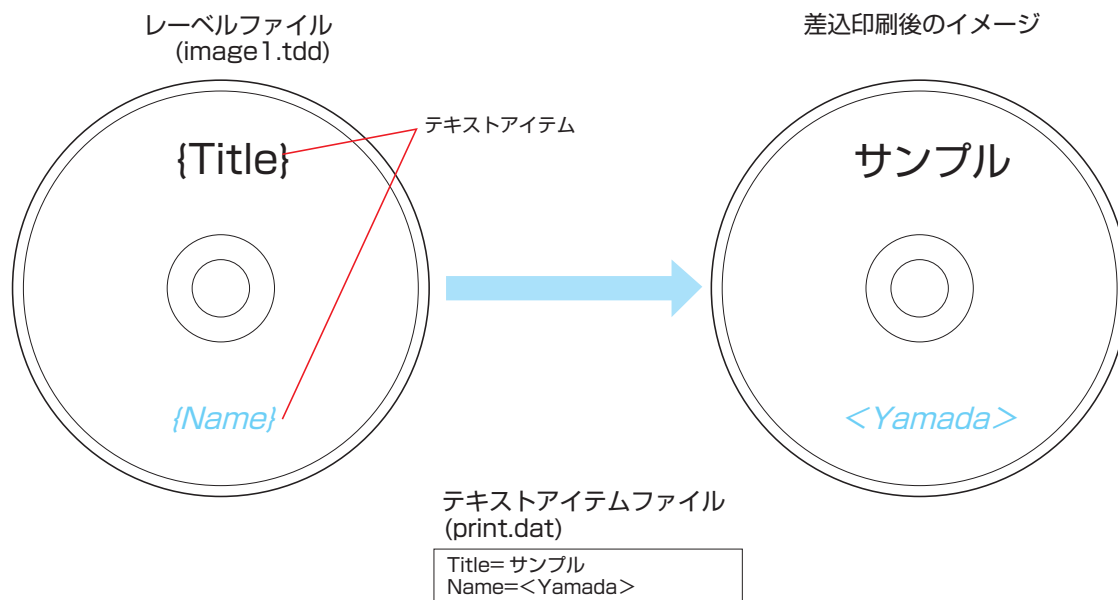 レーベルファイル
(image1.tdd)
差込印刷後のイメージ
テキストアイテム
{Title}
サンプル
{Name}
＜Yamada＞
テキストアイテムファイル
(print.dat)
Title= サンプル
Name=＜Yamada＞